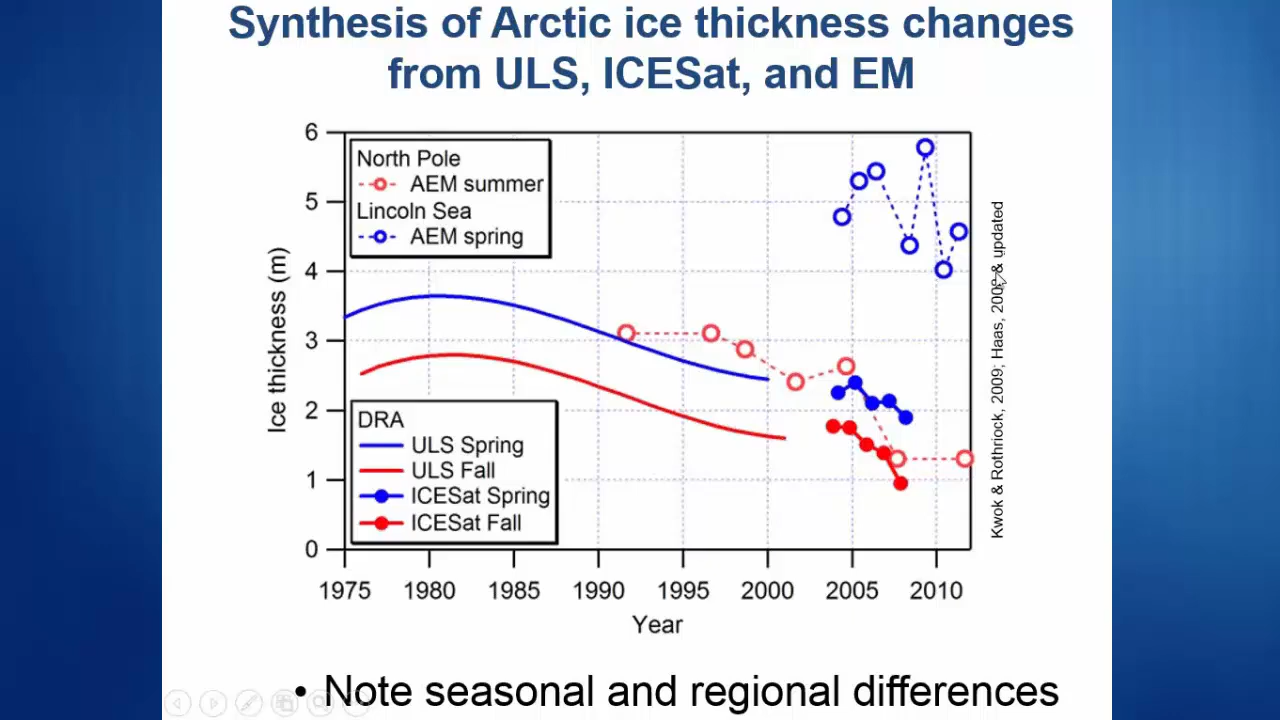 Synthesis of Arctic ice thickness changes
from ULS, ICESat, and EM
6
5
4
3
2
1
0
Ice thickness (m)
North Pole
AEM summer
Lincoln Sea
AEM spring
DRA
ULS Spring
ULS Fall
ICESat Spring
ICESat Fall
1975 1980 1985 1990 1995 2000 2005 2010
Year
Kwok & Rothriock, 2009; Haas, 2009 & updated
• Note seasonal and regional differences